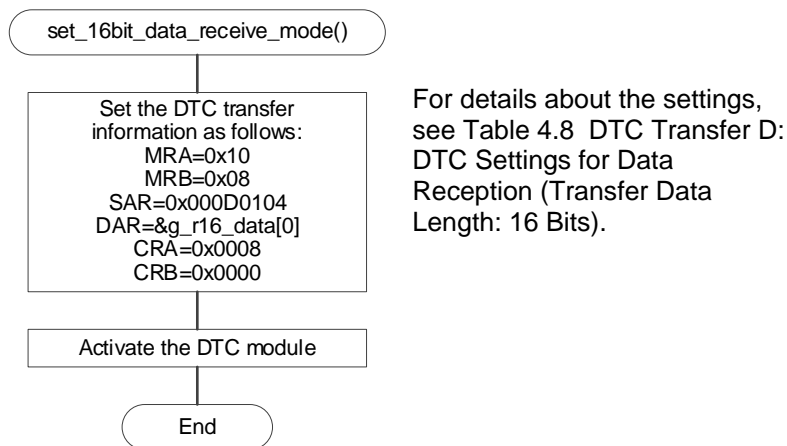 set_16bit_data_receive_mode()
Set the DTC transfer
information as follows:
MRA=0x10
MRB=0x08
SAR=0x000D0104
DAR=&g_r16_data[0]
CRA=0x0008
CRB=0x0000
For details about the settings,
see Table 4.8 DTC Transfer D:
DTC Settings for Data
Reception (Transfer Data
Length: 16 Bits).
Activate the DTC module
End